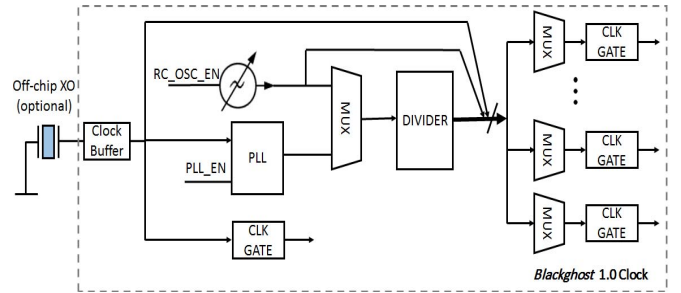 Off-chip XO
(optional)
Clock
Buffer
RC_OSC_EN
PLL_EN
PLL
MUX
DIVIDER
CLK
GATE
MUX
CLK
GATE
MUX
CLK
GATE
MUX
CLK
GATE
Blackghost 1.0 Clock